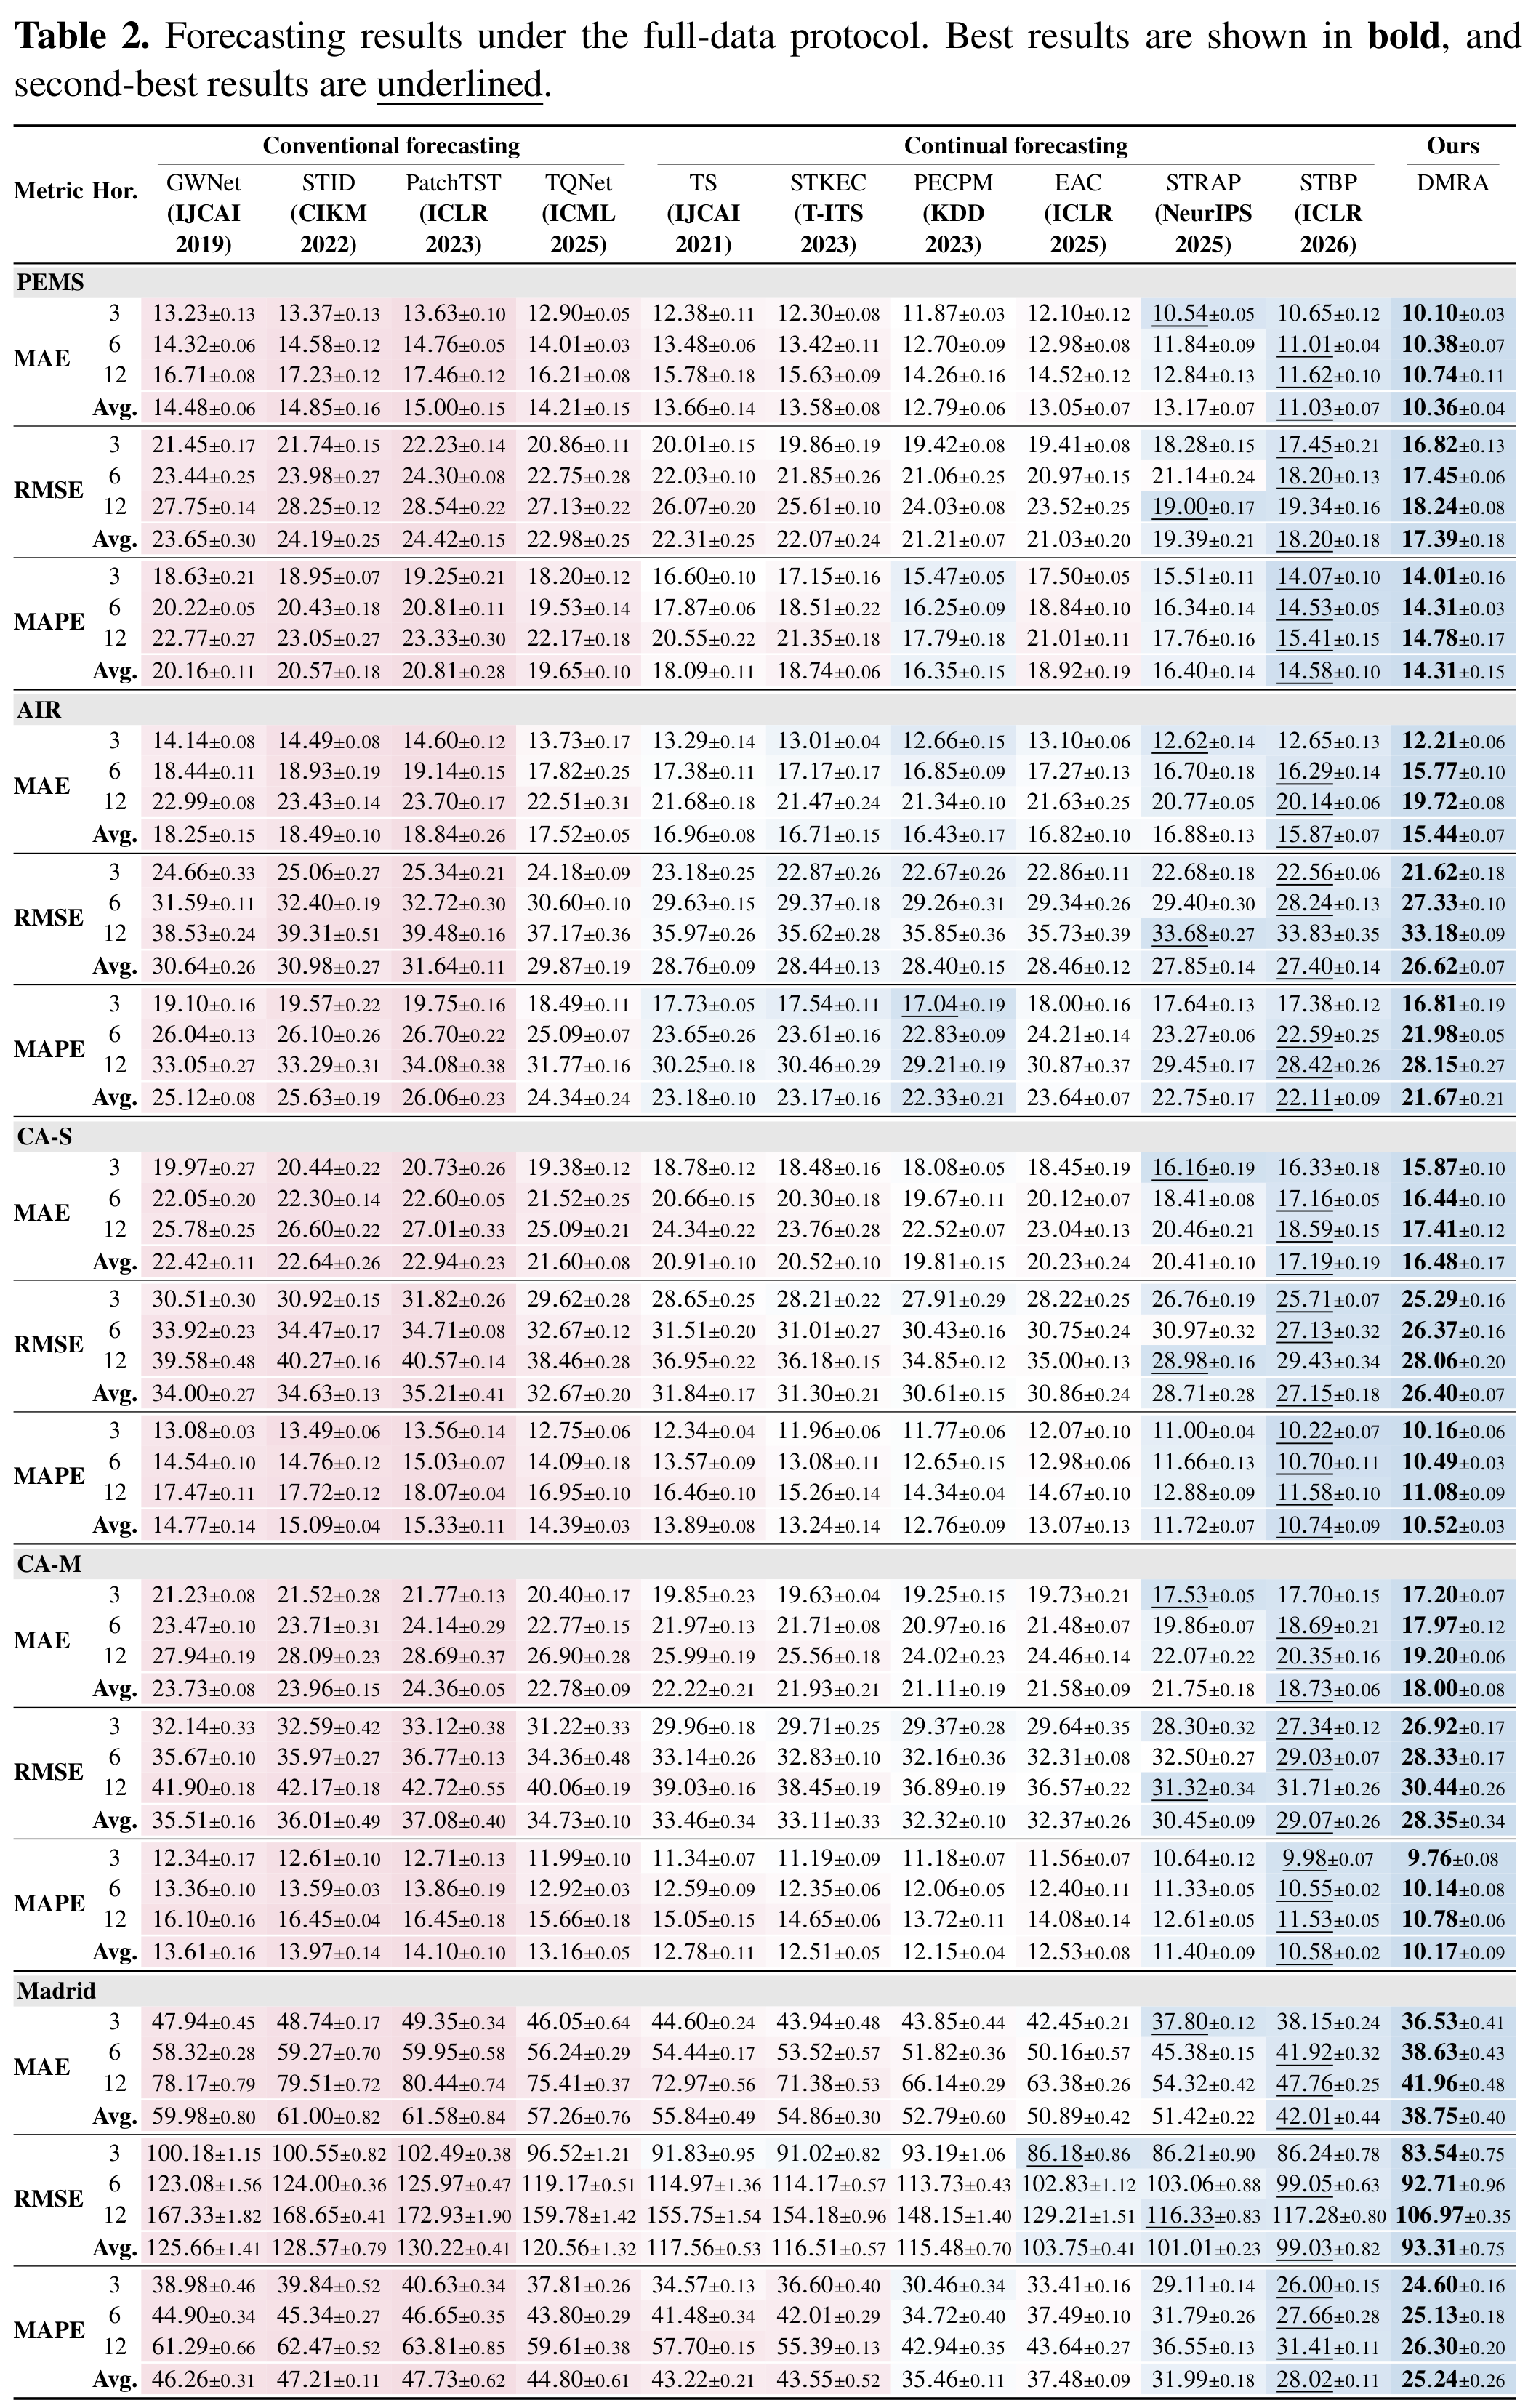 Table 2. Forecasting results under the full-data protocol. Best results are shown in bold, and
second-best results are underlined.
Conventional forecasting Continual forecasting Ours
Metric Hor. GWNet STID PatchTST TQNet TS STKEC PECPM EAC STRAP STBP DMRA
(IJCAI (CIKM (ICLR (ICML (IJCAI (T-ITS (KDD (ICLR (NeurIPS (ICLR
2019) 2022) 2023) 2025) 2021) 2023) 2023) 2025) 2025) 2026)
PEMS
MAE
3 13.23±0.13 13.37±0.13 13.63±0.10 12.90±0.05 12.38±0.11 12.30±0.08 11.87±0.03 12.10±0.12 10.54±0.05 10.65±0.12 10.10±0.03
6 14.32±0.06 14.58±0.12 14.76±0.05 14.01±0.03 13.48±0.06 13.42±0.11 12.70±0.09 12.98±0.08 11.84±0.09 11.01±0.04 10.38±0.07
12 16.71±0.08 17.23±0.12 17.46±0.12 16.21±0.08 15.78±0.18 15.63±0.09 14.26±0.16 14.52±0.12 12.84±0.13 11.62±0.10 10.74±0.11
Avg. 14.48±0.06 14.85±0.16 15.00±0.15 14.21±0.15 13.66±0.14 13.58±0.08 12.79±0.06 13.05±0.07 13.17±0.07 11.03±0.07 10.36±0.04
RMSE
3 21.45±0.17 21.74±0.15 22.23±0.14 20.86±0.11 20.01±0.15 19.86±0.19 19.42±0.08 19.41±0.08 18.28±0.15 17.45±0.21 16.82±0.13
6 23.44±0.25 23.98±0.27 24.30±0.08 22.75±0.28 22.03±0.10 21.85±0.26 21.06±0.25 20.97±0.15 21.14±0.24 18.20±0.13 17.45±0.06
12 27.75±0.14 28.25±0.12 28.54±0.22 27.13±0.22 26.07±0.20 25.61±0.10 24.03±0.08 23.52±0.25 19.00±0.17 19.34±0.16 18.24±0.08
Avg. 23.65±0.30 24.19±0.25 24.42±0.15 22.98±0.25 22.31±0.25 22.07±0.24 21.21±0.07 21.03±0.20 19.39±0.21 18.20±0.18 17.39±0.18
MAPE
3 18.63±0.21 18.95±0.07 19.25±0.21 18.20±0.12 16.60±0.10 17.15±0.16 15.47±0.05 17.50±0.05 15.51±0.11 14.07±0.10 14.01±0.16
6 20.22±0.05 20.43±0.18 20.81±0.11 19.53±0.14 17.87±0.06 18.51±0.22 16.25±0.09 18.84±0.10 16.34±0.14 14.53±0.05 14.31±0.03
12 22.77±0.27 23.05±0.27 23.33±0.30 22.17±0.18 20.55±0.22 21.35±0.18 17.79±0.18 21.01±0.11 17.76±0.16 15.41±0.15 14.78±0.17
Avg. 20.16±0.11 20.57±0.18 20.81±0.28 19.65±0.10 18.09±0.11 18.74±0.06 16.35±0.15 18.92±0.19 16.40±0.14 14.58±0.10 14.31±0.15
AIR
MAE
3 14.14±0.08 14.49±0.08 14.60±0.12 13.73±0.17 13.29±0.14 13.01±0.04 12.66±0.15 13.10±0.06 12.62±0.14 12.65±0.13 12.21±0.06
6 18.44±0.11 18.93±0.19 19.14±0.15 17.82±0.25 17.38±0.11 17.17±0.17 16.85±0.09 17.27±0.13 16.70±0.18 16.29±0.14 15.77±0.10
12 22.99±0.08 23.43±0.14 23.70±0.17 22.51±0.31 21.68±0.18 21.47±0.24 21.34±0.10 21.63±0.25 20.77±0.05 20.14±0.06 19.72±0.08
Avg. 18.25±0.15 18.49±0.10 18.84±0.26 17.52±0.05 16.96±0.08 16.71±0.15 16.43±0.17 16.82±0.10 16.88±0.13 15.87±0.07 15.44±0.07
RMSE
3 24.66±0.33 25.06±0.27 25.34±0.21 24.18±0.09 23.18±0.25 22.87±0.26 22.67±0.26 22.86±0.11 22.68±0.18 22.56±0.06 21.62±0.18
6 31.59±0.11 32.40±0.19 32.72±0.30 30.60±0.10 29.63±0.15 29.37±0.18 29.26±0.31 29.34±0.26 29.40±0.30 28.24±0.13 27.33±0.10
12 38.53±0.24 39.31±0.51 39.48±0.16 37.17±0.36 35.97±0.26 35.62±0.28 35.85±0.36 35.73±0.39 33.68±0.27 33.83±0.35 33.18±0.09
Avg. 30.64±0.26 30.98±0.27 31.64±0.11 29.87±0.19 28.76±0.09 28.44±0.13 28.40±0.15 28.46±0.12 27.85±0.14 27.40±0.14 26.62±0.07
MAPE
3 19.10±0.16 19.57±0.22 19.75±0.16 18.49±0.11 17.73±0.05 17.54±0.11 17.04±0.19 18.00±0.16 17.64±0.13 17.38±0.12 16.81±0.19
6 26.04±0.13 26.10±0.26 26.70±0.22 25.09±0.07 23.65±0.26 23.61±0.16 22.83±0.09 24.21±0.14 23.27±0.06 22.59±0.25 21.98±0.05
12 33.05±0.27 33.29±0.31 34.08±0.38 31.77±0.16 30.25±0.18 30.46±0.29 29.21±0.19 30.87±0.37 29.45±0.17 28.42±0.26 28.15±0.27
Avg. 25.12±0.08 25.63±0.19 26.06±0.23 24.34±0.24 23.18±0.10 23.17±0.16 22.33±0.21 23.64±0.07 22.75±0.17 22.11±0.09 21.67±0.21
CA-S
MAE
3 19.97±0.27 20.44±0.22 20.73±0.26 19.38±0.12 18.78±0.12 18.48±0.16 18.08±0.05 18.45±0.19 16.16±0.19 16.33±0.18 15.87±0.10
6 22.05±0.20 22.30±0.14 22.60±0.05 21.52±0.25 20.66±0.15 20.30±0.18 19.67±0.11 20.12±0.07 18.41±0.08 17.16±0.05 16.44±0.10
12 25.78±0.25 26.60±0.22 27.01±0.33 25.09±0.21 24.34±0.22 23.76±0.28 22.52±0.07 23.04±0.13 20.46±0.21 18.59±0.15 17.41±0.12
Avg. 22.42±0.11 22.64±0.26 22.94±0.23 21.60±0.08 20.91±0.10 20.52±0.10 19.81±0.15 20.23±0.24 20.41±0.10 17.19±0.19 16.48±0.17
RMSE
3 30.51±0.30 30.92±0.15 31.82±0.26 29.62±0.28 28.65±0.25 28.21±0.22 27.91±0.29 28.22±0.25 26.76±0.19 25.71±0.07 25.29±0.16
6 33.92±0.23 34.47±0.17 34.71±0.08 32.67±0.12 31.51±0.20 31.01±0.27 30.43±0.16 30.75±0.24 30.97±0.32 27.13±0.32 26.37±0.16
12 39.58±0.48 40.27±0.16 40.57±0.14 38.46±0.28 36.95±0.22 36.18±0.15 34.85±0.12 35.00±0.13 28.98±0.16 29.43±0.34 28.06±0.20
Avg. 34.00±0.27 34.63±0.13 35.21±0.41 32.67±0.20 31.84±0.17 31.30±0.21 30.61±0.15 30.86±0.24 28.71±0.28 27.15±0.18 26.40±0.07
MAPE
3 13.08±0.03 13.49±0.06 13.56±0.14 12.75±0.06 12.34±0.04 11.96±0.06 11.77±0.06 12.07±0.10 11.00±0.04 10.22±0.07 10.16±0.06
6 14.54±0.10 14.76±0.12 15.03±0.07 14.09±0.18 13.57±0.09 13.08±0.11 12.65±0.15 12.98±0.06 11.66±0.13 10.70±0.11 10.49±0.03
12 17.47±0.11 17.72±0.12 18.07±0.04 16.95±0.10 16.46±0.10 15.26±0.14 14.34±0.04 14.67±0.10 12.88±0.09 11.58±0.10 11.08±0.09
Avg. 14.77±0.14 15.09±0.04 15.33±0.11 14.39±0.03 13.89±0.08 13.24±0.14 12.76±0.09 13.07±0.13 11.72±0.07 10.74±0.09 10.52±0.03
CA-M
MAE
3 21.23±0.08 21.52±0.28 21.77±0.13 20.40±0.17 19.85±0.23 19.63±0.04 19.25±0.15 19.73±0.21 17.53±0.05 17.70±0.15 17.20±0.07
6 23.47±0.10 23.71±0.31 24.14±0.29 22.77±0.15 21.97±0.13 21.71±0.08 20.97±0.16 21.48±0.07 19.86±0.07 18.69±0.21 17.97±0.12
12 27.94±0.19 28.09±0.23 28.69±0.37 26.90±0.28 25.99±0.19 25.56±0.18 24.02±0.23 24.46±0.14 22.07±0.22 20.35±0.16 19.20±0.06
Avg. 23.73±0.08 23.96±0.15 24.36±0.05 22.78±0.09 22.22±0.21 21.93±0.21 21.11±0.19 21.58±0.09 21.75±0.18 18.73±0.06 18.00±0.08
RMSE
3 32.14±0.33 32.59±0.42 33.12±0.38 31.22±0.33 29.96±0.18 29.71±0.25 29.37±0.28 29.64±0.35 28.30±0.32 27.34±0.12 26.92±0.17
6 35.67±0.10 35.97±0.27 36.77±0.13 34.36±0.48 33.14±0.26 32.83±0.10 32.16±0.36 32.31±0.08 32.50±0.27 29.03±0.07 28.33±0.17
12 41.90±0.18 42.17±0.18 42.72±0.55 40.06±0.19 39.03±0.16 38.45±0.19 36.89±0.19 36.57±0.22 31.32±0.34 31.71±0.26 30.44±0.26
Avg. 35.51±0.16 36.01±0.49 37.08±0.40 34.73±0.10 33.46±0.34 33.11±0.33 32.32±0.10 32.37±0.26 30.45±0.09 29.07±0.26 28.35±0.34
MAPE
3 12.34±0.17 12.61±0.10 12.71±0.13 11.99±0.10 11.34±0.07 11.19±0.09 11.18±0.07 11.56±0.07 10.64±0.12 9.98±0.07 9.76±0.08
6 13.36±0.10 13.59±0.03 13.86±0.19 12.92±0.03 12.59±0.09 12.35±0.06 12.06±0.05 12.40±0.11 11.33±0.05 10.55±0.02 10.14±0.08
12 16.10±0.16 16.45±0.04 16.45±0.18 15.66±0.18 15.05±0.15 14.65±0.06 13.72±0.11 14.08±0.14 12.61±0.05 11.53±0.05 10.78±0.06
Avg. 13.61±0.16 13.97±0.14 14.10±0.10 13.16±0.05 12.78±0.11 12.51±0.05 12.15±0.04 12.53±0.08 11.40±0.09 10.58±0.02 10.17±0.09
Madrid
MAE
3 47.94±0.45 48.74±0.17 49.35±0.34 46.05±0.64 44.60±0.24 43.94±0.48 43.85±0.44 42.45±0.21 37.80±0.12 38.15±0.24 36.53±0.41
6 58.32±0.28 59.27±0.70 59.95±0.58 56.24±0.29 54.44±0.17 53.52±0.57 51.82±0.36 50.16±0.57 45.38±0.15 41.92±0.32 38.63±0.43
12 78.17±0.79 79.51±0.72 80.44±0.74 75.41±0.37 72.97±0.56 71.38±0.53 66.14±0.29 63.38±0.26 54.32±0.42 47.76±0.25 41.96±0.48
Avg. 59.98±0.80 61.00±0.82 61.58±0.84 57.26±0.76 55.84±0.49 54.86±0.30 52.79±0.60 50.89±0.42 51.42±0.22 42.01±0.44 38.75±0.40
RMSE
3 100.18±1.15 100.55±0.82 102.49±0.38 96.52±1.21 91.83±0.95 91.02±0.82 93.19±1.06 86.18±0.86 86.21±0.90 86.24±0.78 83.54±0.75
6 123.08±1.56 124.00±0.36 125.97±0.47 119.17±0.51 114.97±1.36 114.17±0.57 113.73±0.43 102.83±1.12 103.06±0.88 99.05±0.63 92.71±0.96
12 167.33±1.82 168.65±0.41 172.93±1.90 159.78±1.42 155.75±1.54 154.18±0.96 148.15±1.40 129.21±1.51 116.33±0.83 117.28±0.80 106.97±0.35
Avg. 125.66±1.41 128.57±0.79 130.22±0.41 120.56±1.32 117.56±0.53 116.51±0.57 115.48±0.70 103.75±0.41 101.01±0.23 99.03±0.82 93.31±0.75
MAPE
3 38.98±0.46 39.84±0.52 40.63±0.34 37.81±0.26 34.57±0.13 36.60±0.40 30.46±0.34 33.41±0.16 29.11±0.14 26.00±0.15 24.60±0.16
6 44.90±0.34 45.34±0.27 46.65±0.35 43.80±0.29 41.48±0.34 42.01±0.29 34.72±0.40 37.49±0.10 31.79±0.26 27.66±0.28 25.13±0.18
12 61.29±0.66 62.47±0.52 63.81±0.85 59.61±0.38 57.70±0.15 55.39±0.13 42.94±0.35 43.64±0.27 36.55±0.13 31.41±0.11 26.30±0.20
Avg. 46.26±0.31 47.21±0.11 47.73±0.62 44.80±0.61 43.22±0.21 43.55±0.52 35.46±0.11 37.48±0.09 31.99±0.18 28.02±0.11 25.24±0.26